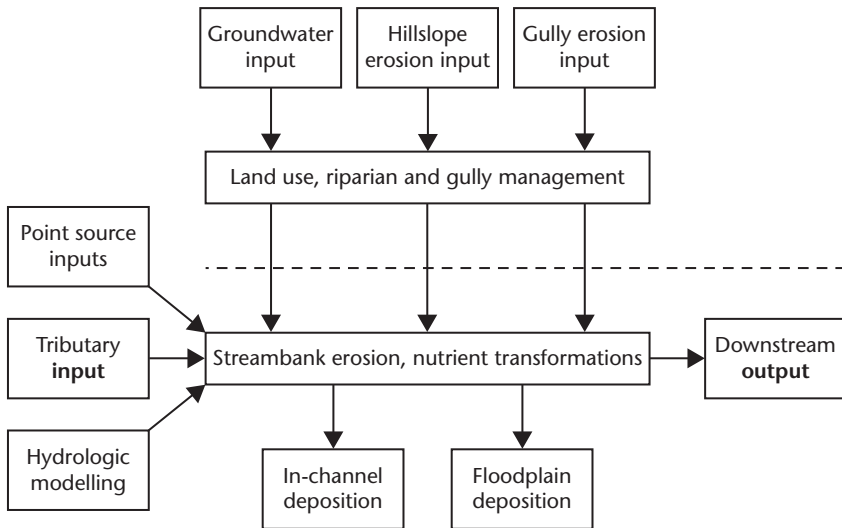 Groundwater
input
Hillslope
erosion input
Gully erosion
input
Land use, riparian and gully management
Point source
inputs
Tributary
input
Hydrologic
modelling
Streambank erosion, nutrient transformations
Downstream
output
In-channel
deposition
Floodplain
deposition